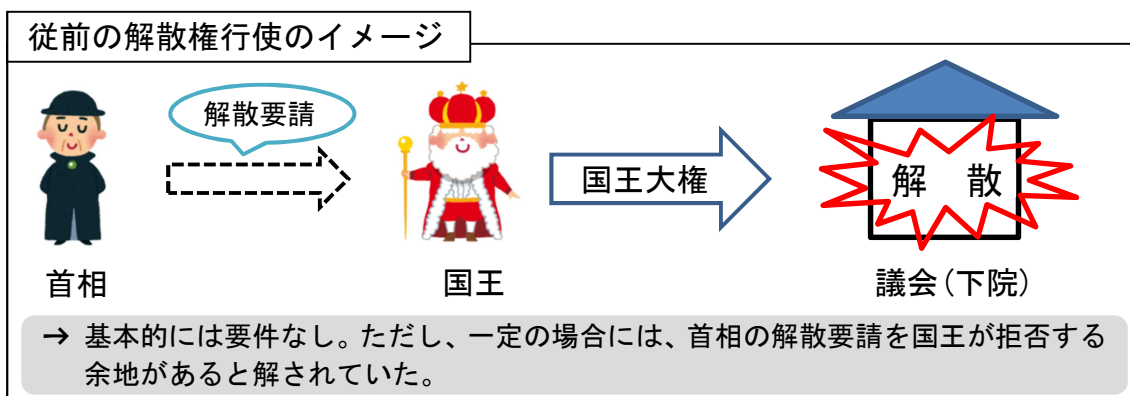 従前の解散権行使のイメージ
解散要請
国王大権
解　散
首相
国王
議会（下院）
→ 基本的には要件なし。ただし、一定の場合には、首相の解散要請を国王が拒否する
余地があると解されていた。